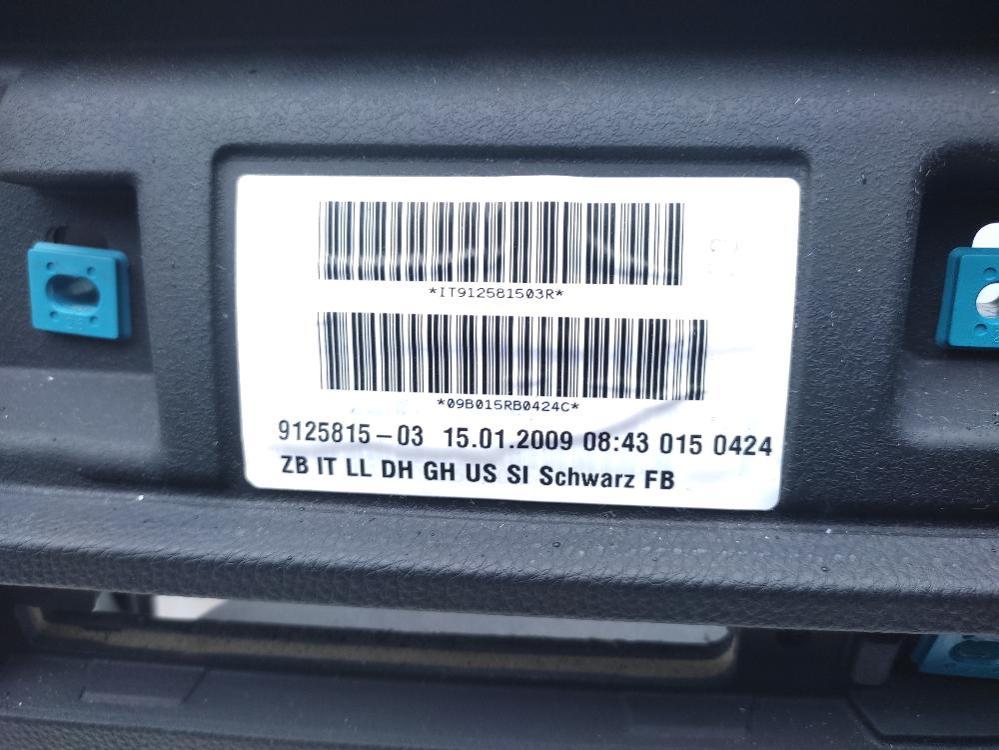 *IT912581503R*
*09B015RB0424C*
9125815-03 15.01.2009 08:43 015 0424
ZB IT LL DH GH US SI Schwarz FB